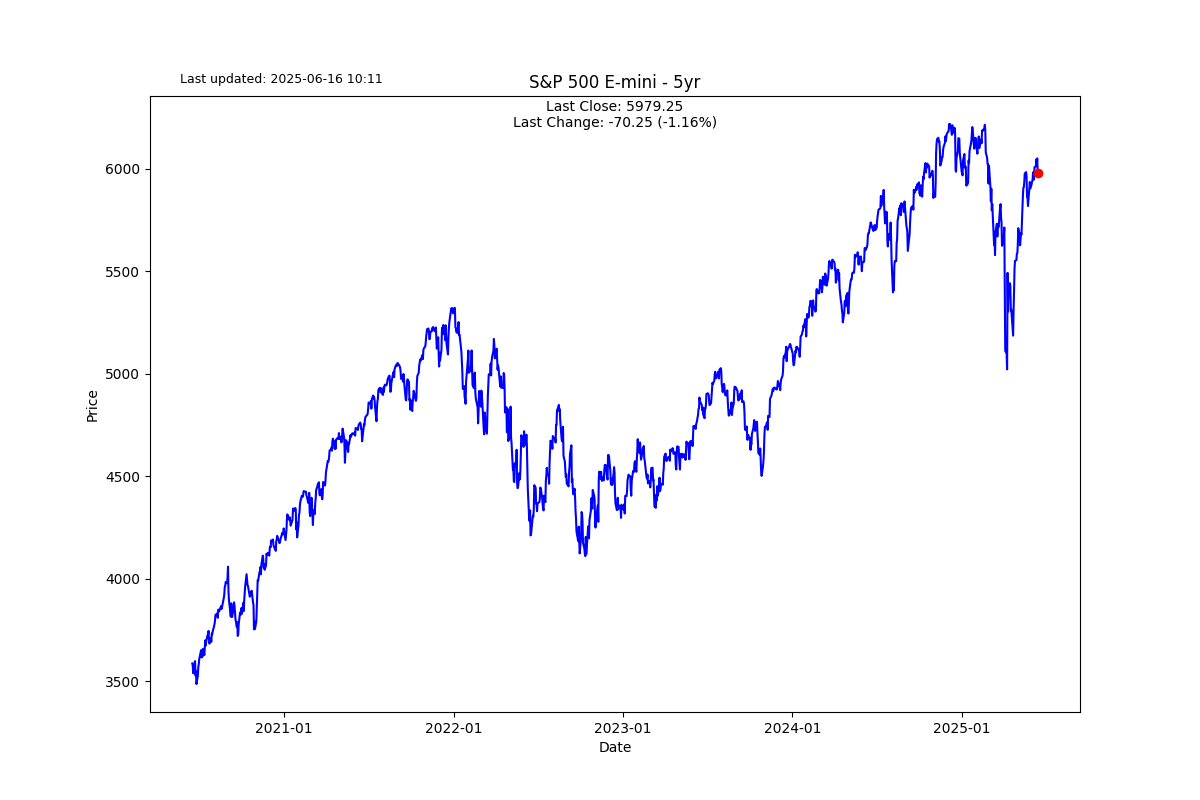 Last updated: 2025-06-16 10:11
S&P 500 E-mini - 5yr
Last Close: 5979.25
Last Change: -70.25 (-1.16%)
6000
5500
5000
4500
4000
3500
Price
2021-01
2022-01
2023-01
2024-01
2025-01
Date